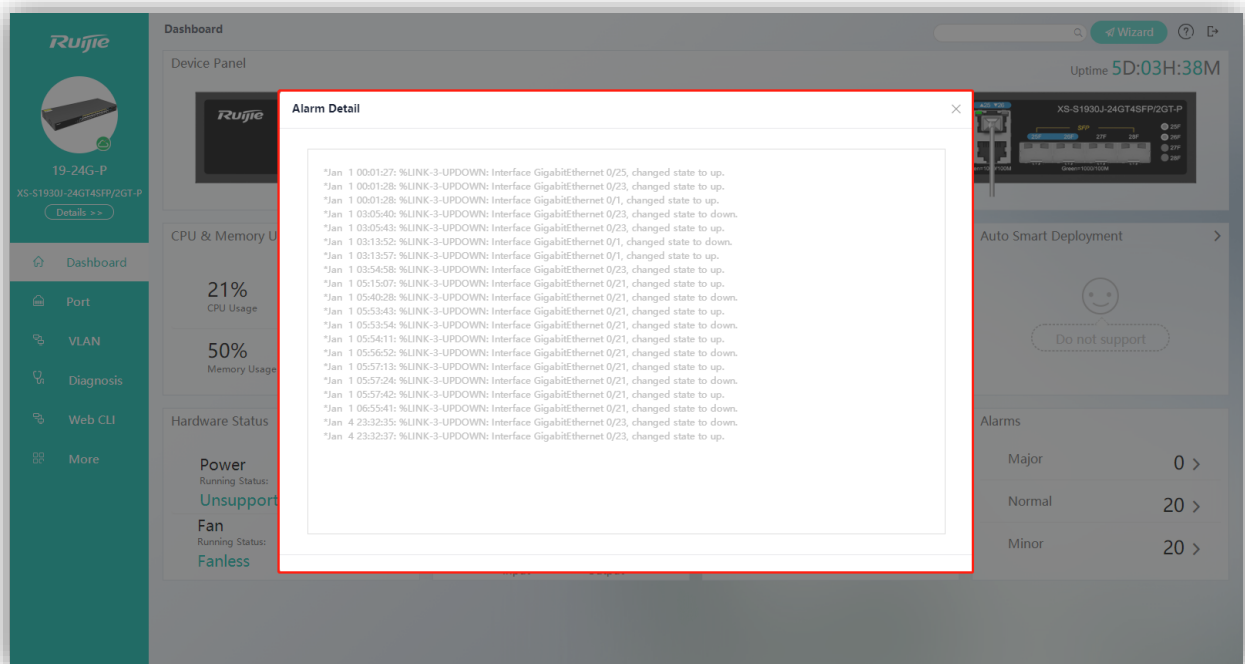 Ruijie
19-24G-P
XS-S1930J-24GT4SFP/2GT-P
Details >>
Dashboard
Port
VLAN
Diagnosis
Web CLI
More
Dashboard
Wizard
Device Panel
Uptime 5D:03H:38M
Ruijie
XS-S1930J-24GT4SFP/2GT-P
SFP
25F 26F 27F 28F
25F
26F
27F
28F
Green=1000/100M
CPU & Memory U
21%
CPU Usage
50%
Memory Usage
Hardware Status
Power
Running Status:
Unsupport
Fan
Running Status:
Fanless
Alarm Detail
*Jan 1 00:01:27: %LINK-3-UPDOWN: Interface GigabitEthernet 0/25, changed state to up.
*Jan 1 00:01:28: %LINK-3-UPDOWN: Interface GigabitEthernet 0/23, changed state to up.
*Jan 1 00:01:28: %LINK-3-UPDOWN: Interface GigabitEthernet 0/1, changed state to up.
*Jan 1 03:05:40: %LINK-3-UPDOWN: Interface GigabitEthernet 0/23, changed state to down.
*Jan 1 03:05:43: %LINK-3-UPDOWN: Interface GigabitEthernet 0/23, changed state to up.
*Jan 1 03:13:52: %LINK-3-UPDOWN: Interface GigabitEthernet 0/1, changed state to down.
*Jan 1 03:13:57: %LINK-3-UPDOWN: Interface GigabitEthernet 0/1, changed state to up.
*Jan 1 03:54:58: %LINK-3-UPDOWN: Interface GigabitEthernet 0/23, changed state to up.
*Jan 1 05:15:07: %LINK-3-UPDOWN: Interface GigabitEthernet 0/21, changed state to up.
*Jan 1 05:40:28: %LINK-3-UPDOWN: Interface GigabitEthernet 0/21, changed state to down.
*Jan 1 05:53:43: %LINK-3-UPDOWN: Interface GigabitEthernet 0/21, changed state to up.
*Jan 1 05:53:54: %LINK-3-UPDOWN: Interface GigabitEthernet 0/21, changed state to down.
*Jan 1 05:54:11: %LINK-3-UPDOWN: Interface GigabitEthernet 0/21, changed state to up.
*Jan 1 05:56:52: %LINK-3-UPDOWN: Interface GigabitEthernet 0/21, changed state to down.
*Jan 1 05:57:13: %LINK-3-UPDOWN: Interface GigabitEthernet 0/21, changed state to up.
*Jan 1 05:57:24: %LINK-3-UPDOWN: Interface GigabitEthernet 0/21, changed state to down.
*Jan 1 05:57:42: %LINK-3-UPDOWN: Interface GigabitEthernet 0/21, changed state to up.
*Jan 1 06:55:41: %LINK-3-UPDOWN: Interface GigabitEthernet 0/21, changed state to down.
*Jan 4 23:32:35: %LINK-3-UPDOWN: Interface GigabitEthernet 0/23, changed state to down.
*Jan 4 23:32:37: %LINK-3-UPDOWN: Interface GigabitEthernet 0/23, changed state to up.
Auto Smart Deployment >
Do not support
Alarms
Major 0 >
Normal 20 >
Minor 20 >